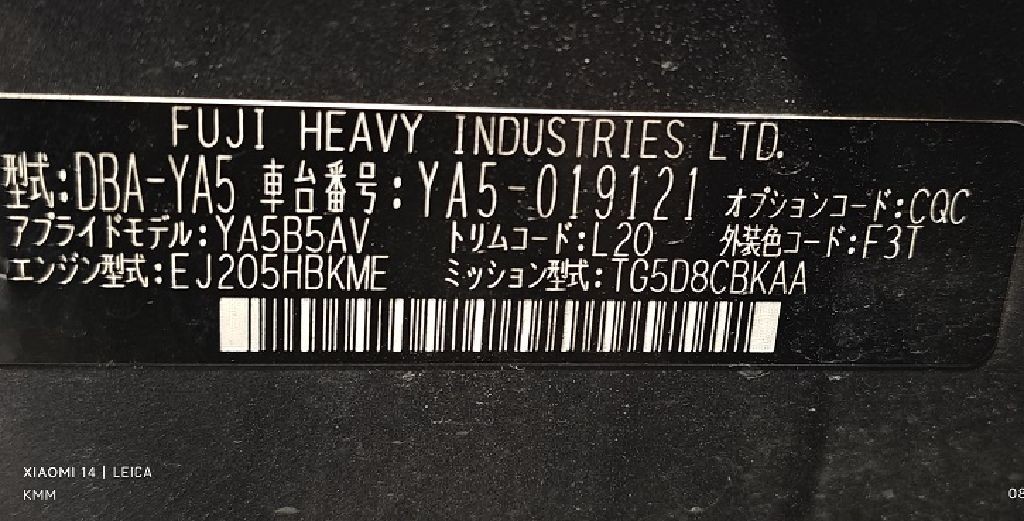 FUJI HEAVY INDUSTRIES LTD.
型式:DBA-YA5 車台番号:YA5-019121 オプションコード:CQC
アプライドモデル:YA5B5AV トリムコード:L20 外装色コード:F3T
エンジン型式:EJ205HBKME ミッション型式:TG5D8CBKAA
XIAOMI 14 | LEICA
KMM
08